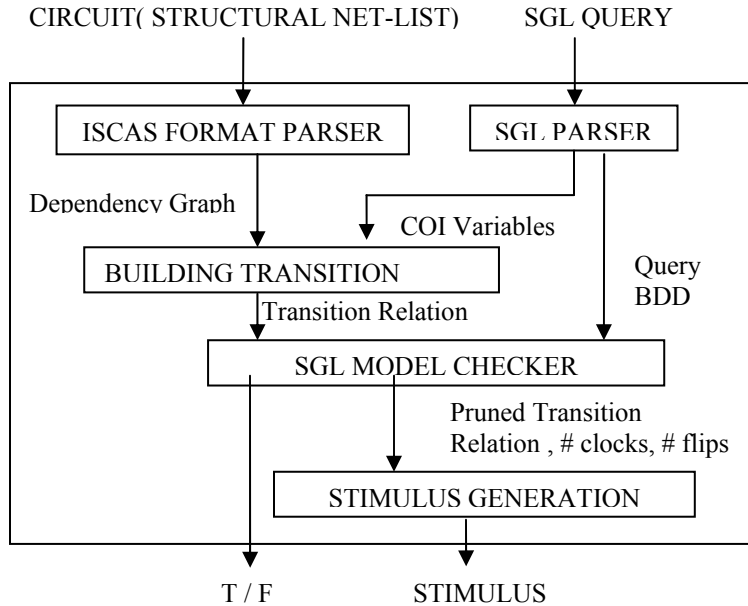 CIRCUIT( STRUCTURAL NET-LIST) SGL QUERY
ISCAS FORMAT PARSER SGL PARSER
Dependency Graph
COI Variables
BUILDING TRANSITION
Query
BDD
Transition Relation
SGL MODEL CHECKER
Pruned Transition
Relation , # clocks, # flips
STIMULUS GENERATION
T / F STIMULUS